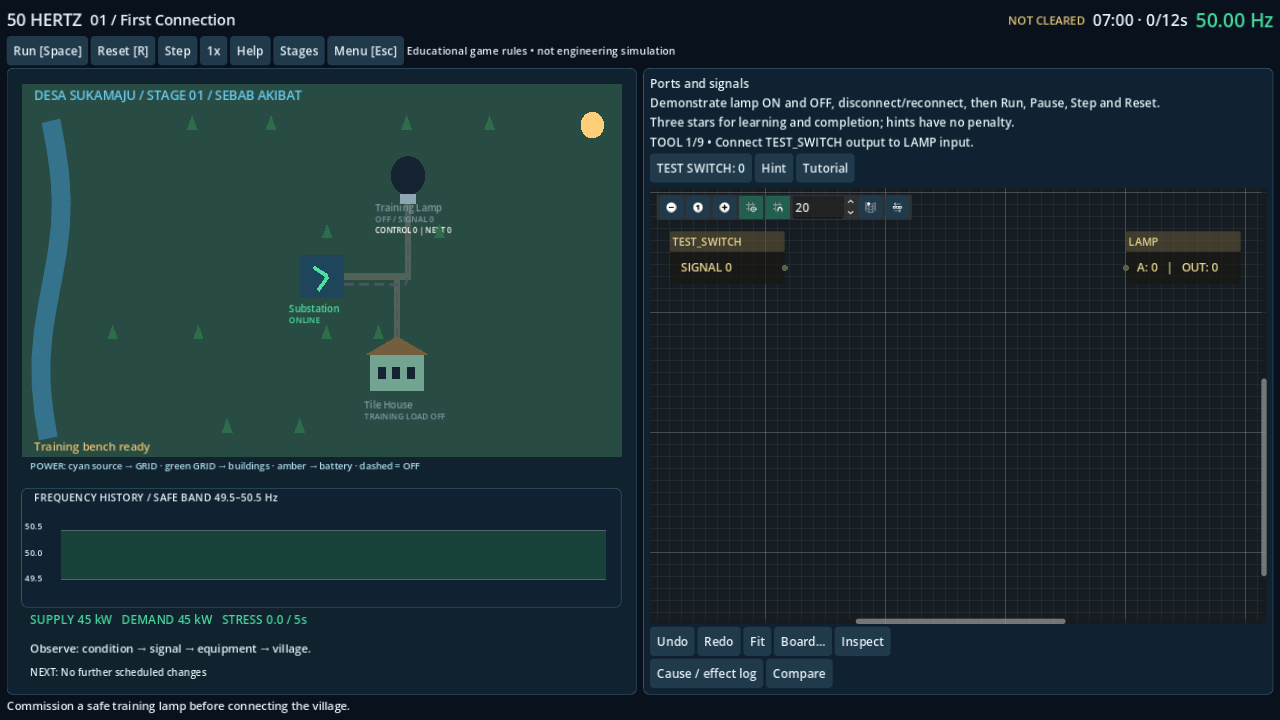 50 HERTZ 01 / First Connection
NOT CLEARED 07:00 · 0/12s 50.00 Hz
Run [Space] Reset [R] Step 1x Help Stages Menu [Esc] Educational game rules • not engineering simulation
DESA SUKAMAJU / STAGE 01 / SEBAB AKIBAT
Training Lamp
OFF / SIGNAL 0
CONTROL 0 | NEXT 0
Substation
ONLINE
Tile House
TRAINING LOAD OFF
Training bench ready
POWER: cyan source → GRID · green GRID → buildings · amber → battery · dashed = OFF
FREQUENCY HISTORY / SAFE BAND 49.5–50.5 Hz
50.5
50.0
49.5
SUPPLY 45 kW DEMAND 45 kW STRESS 0.0 / 5s
Observe: condition → signal → equipment → village.
NEXT: No further scheduled changes
Ports and signals
Demonstrate lamp ON and OFF, disconnect/reconnect, then Run, Pause, Step and Reset.
Three stars for learning and completion; hints have no penalty.
TOOL 1/9 • Connect TEST_SWITCH output to LAMP input.
TEST SWITCH: 0 Hint Tutorial
20
TEST_SWITCH
SIGNAL 0
LAMP
A: 0 | OUT: 0
Undo Redo Fit Board... Inspect
Cause / effect log Compare
Commission a safe training lamp before connecting the village.